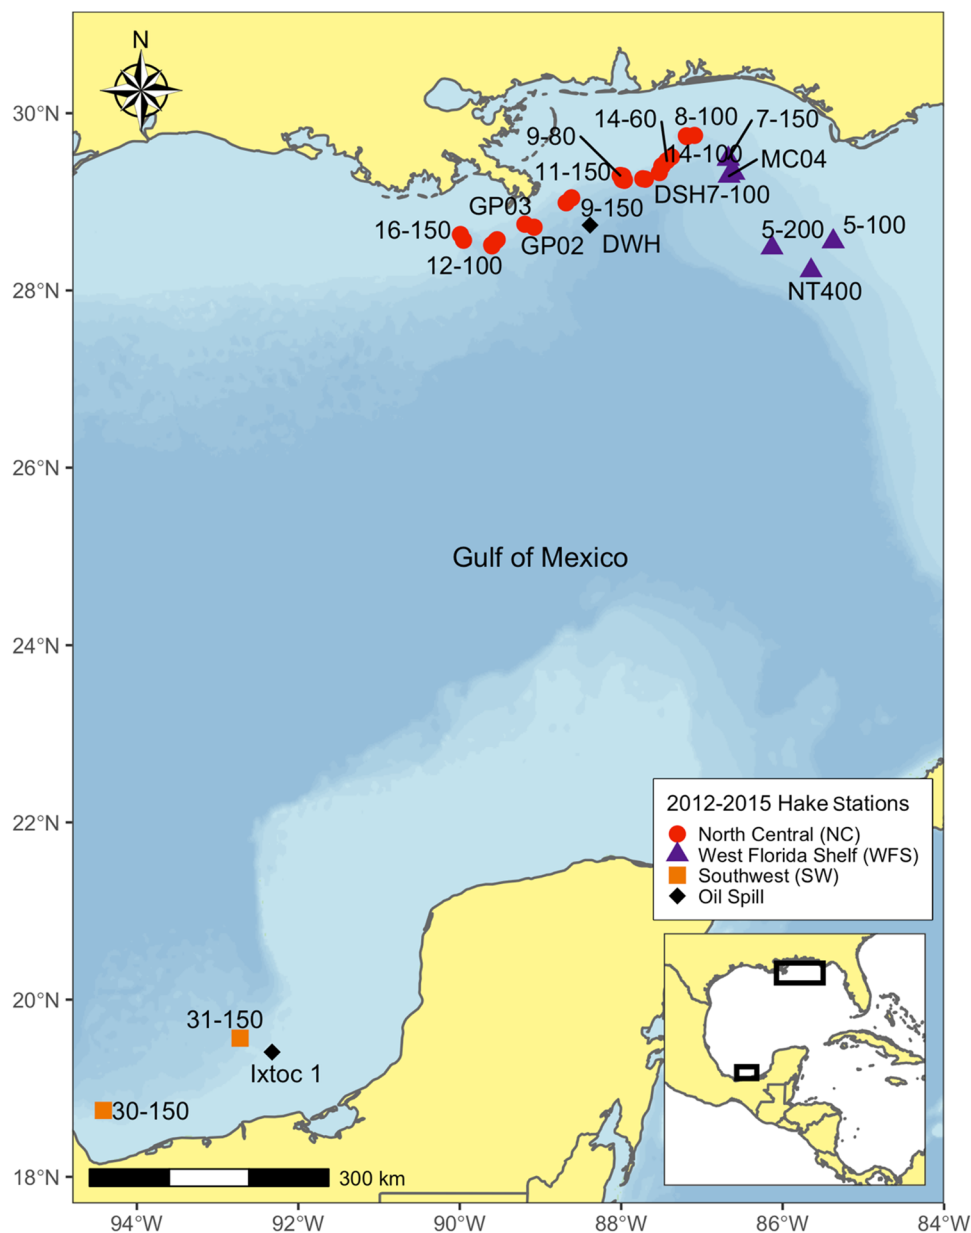 N
30°N
28°N
26°N
24°N
22°N
20°N
18°N
14-60
8-100
7-150
9-80
14-100
MC04
11-150
DSH7-100
GP03
9-150
16-150
GP02
DWH
5-200
5-100
12-100
NT400
Gulf of Mexico
2012-2015 Hake Stations
North Central (NC)
West Florida Shelf (WFS)
Southwest (SW)
Oil Spill
31-150
Ixtoc 1
30-150
300 km
94°W
92°W
90°W
88°W
86°W
84°W